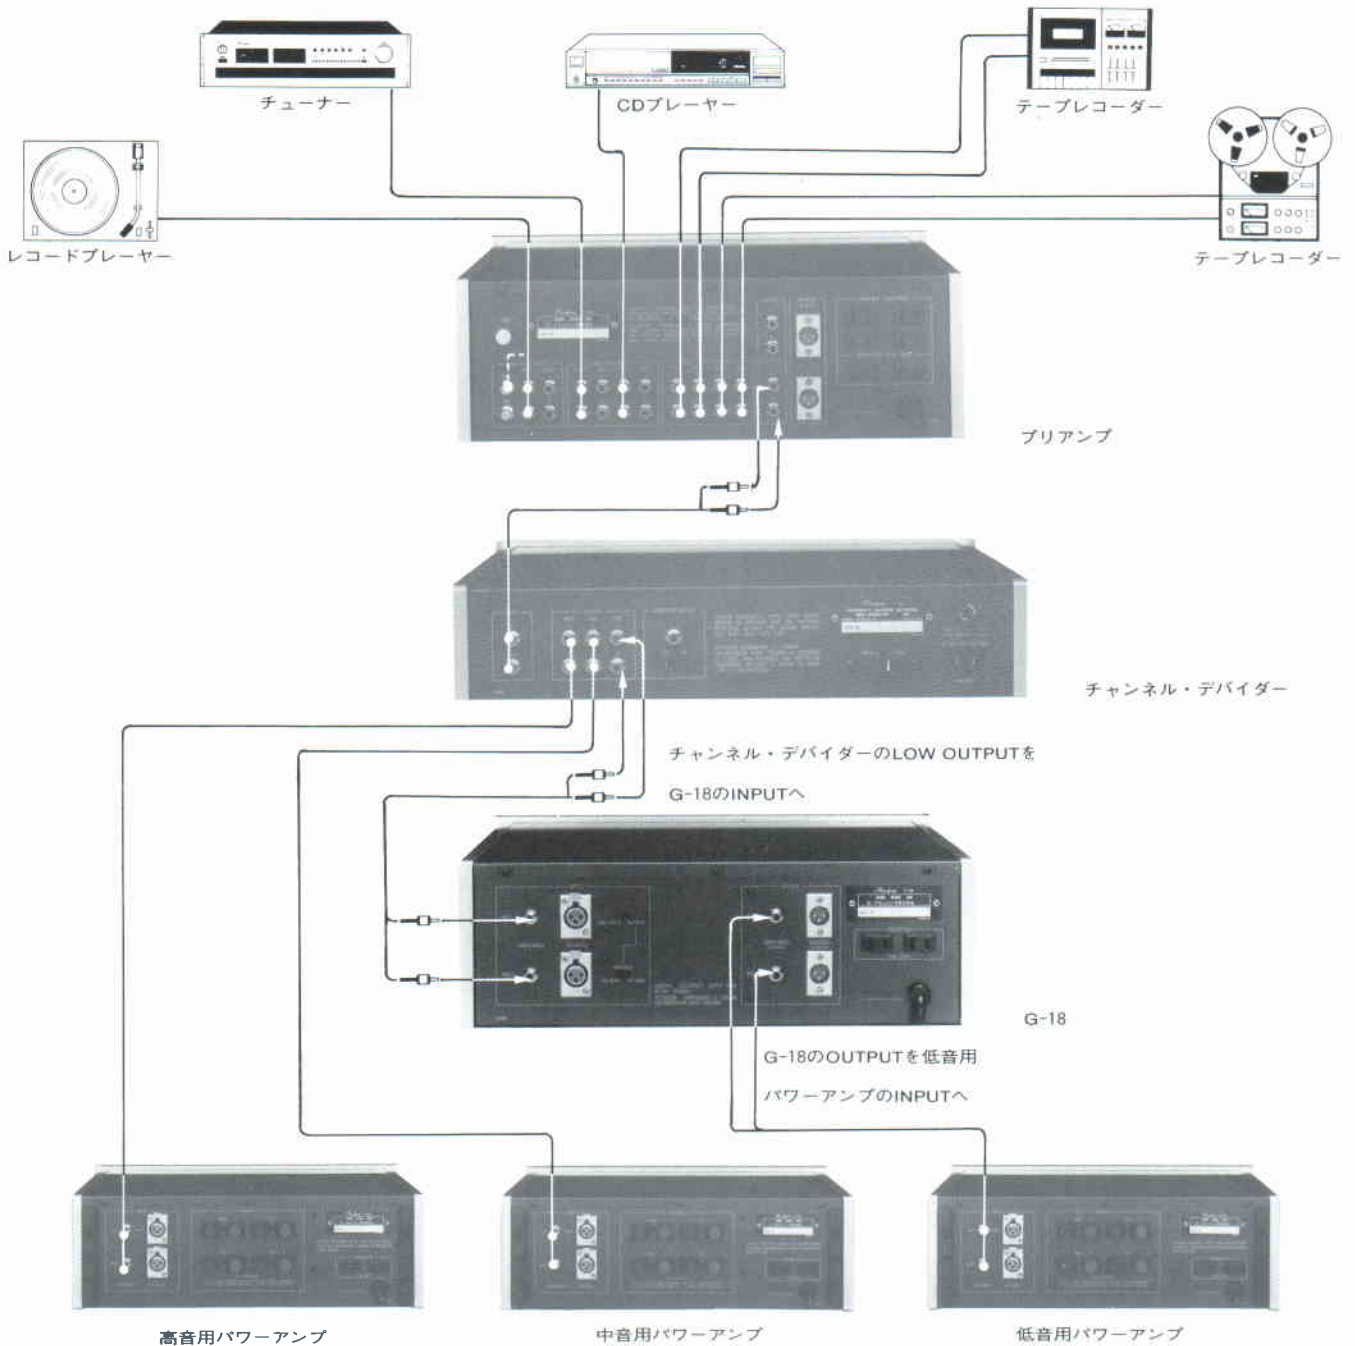 チューナー
CDプレーヤー
テープレコーダー
レコードプレーヤー
テープレコーダー
プリアンプ
チャンネル・デバイダー
チャンネル・デバイダーのLOW OUTPUTを
G-18のINPUTへ
G-18
G-18のOUTPUTを低音用
パワーアンプのINPUTへ
高音用パワーアンプ
中音用パワーアンプ
低音用パワーアンプ